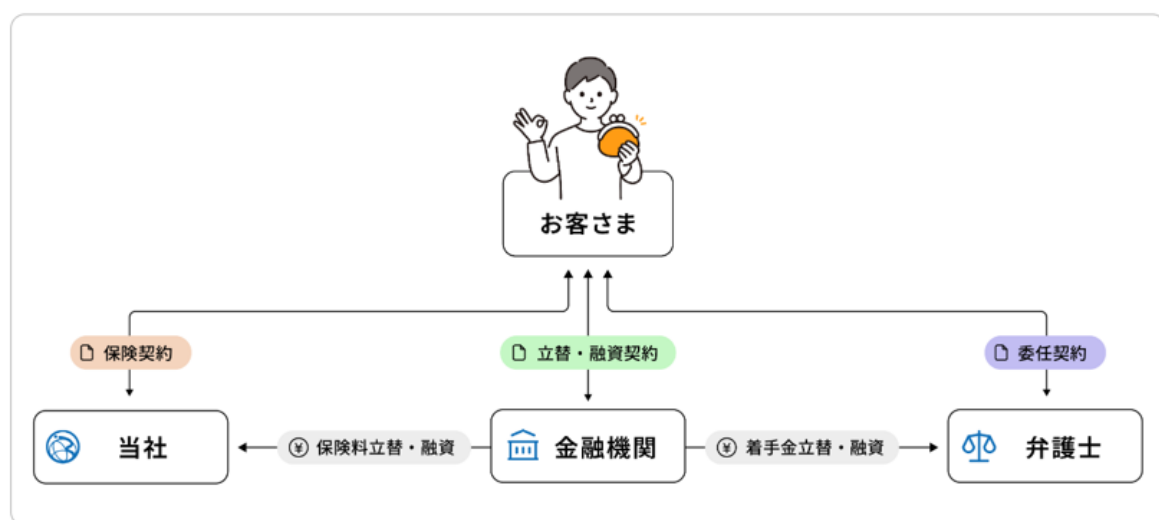 お客さま
保険契約
立替・融資契約
委任契約
当社
¥ 保険料立替・融資
金融機関
¥ 着手金立替・融資
弁護士